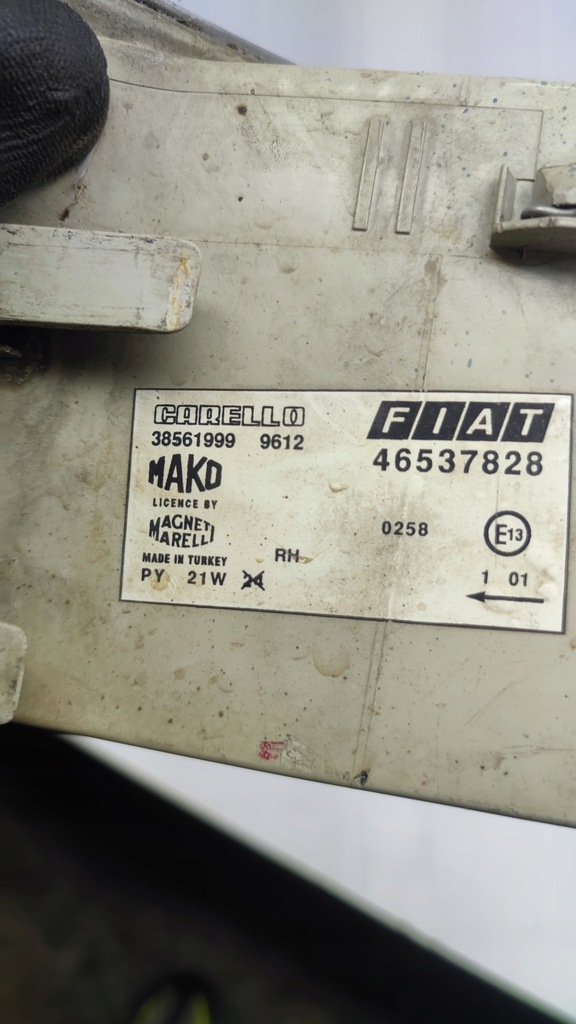 CARELLO
38561999 9612
MAKO
LICENCE BY
MAGNETI
MARELLI
MADE IN TURKEY
RH
PY 21W 24
FIAT
46537828
0258
E13
1 01